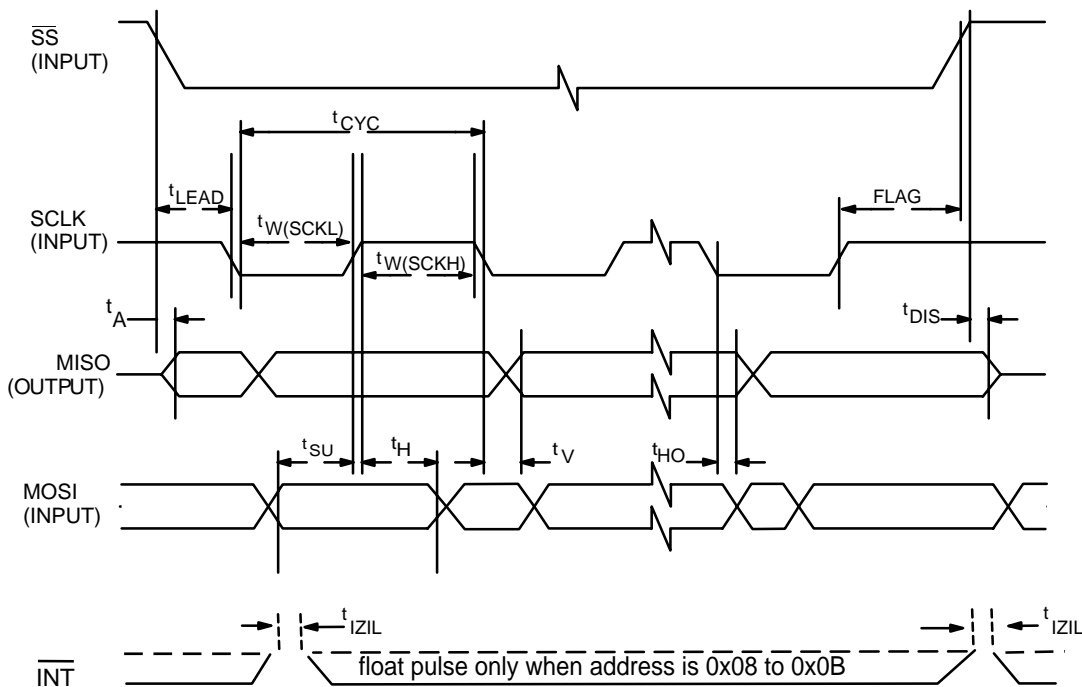 SS
(INPUT)
tCYC
tLEAD
FLAG
SCLK
(INPUT)
tW(SCKL)
tW(SCKH)
tA
tDIS
MISO
(OUTPUT)
tSU
tH
tV
tHO
MOSI
(INPUT)
tIZIL
tIZIL
INT
float pulse only when address is 0x08 to 0x0B